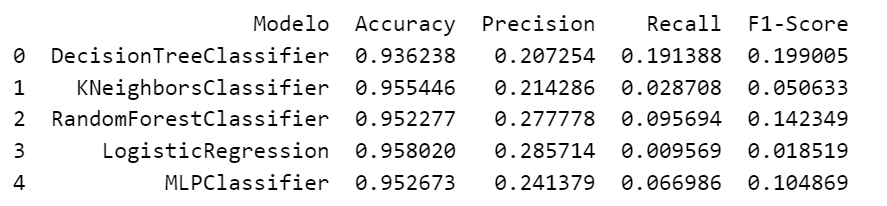 Modelo Accuracy Precision Recall F1-Score
0 DecisionTreeClassifier 0.936238 0.207254 0.191388 0.199005
1 KNeighborsClassifier 0.955446 0.214286 0.028708 0.050633
2 RandomForestClassifier 0.952277 0.277778 0.095694 0.142349
3 LogisticRegression 0.958020 0.285714 0.009569 0.018519
4 MLPClassifier 0.952673 0.241379 0.066986 0.104869